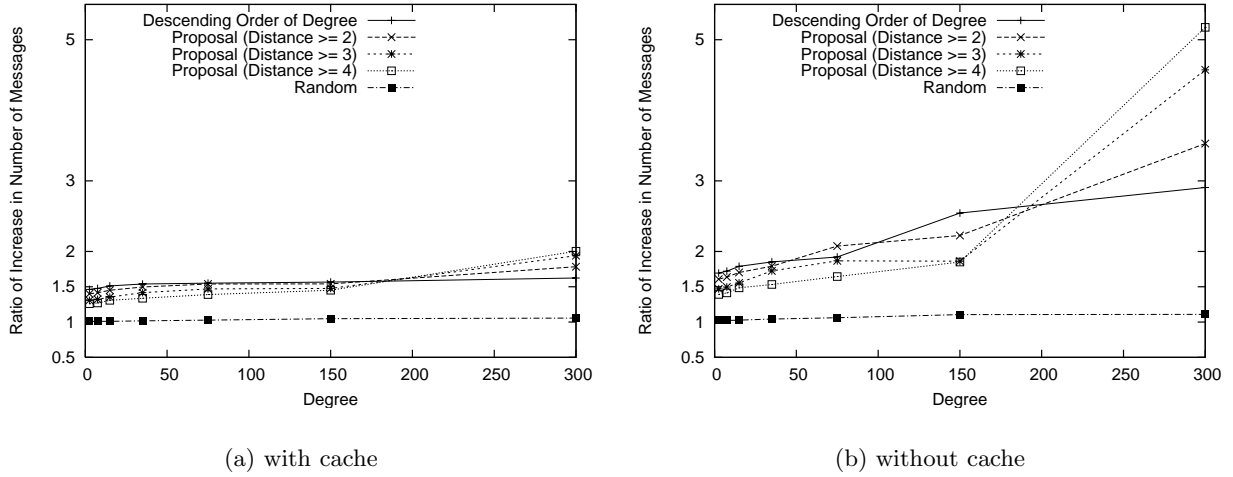 Ratio of Increase in Number of Messages
5
3
2
1.5
1
0.5
Descending Order of Degree
Proposal (Distance >= 2)
Proposal (Distance >= 3)
Proposal (Distance >= 4)
Random
0 50 100 150 200 250 300
Degree
(a) with cache
Ratio of Increase in Number of Messages
5
3
2
1.5
1
0.5
Descending Order of Degree
Proposal (Distance >= 2)
Proposal (Distance >= 3)
Proposal (Distance >= 4)
Random
0 50 100 150 200 250 300
Degree
(b) without cache